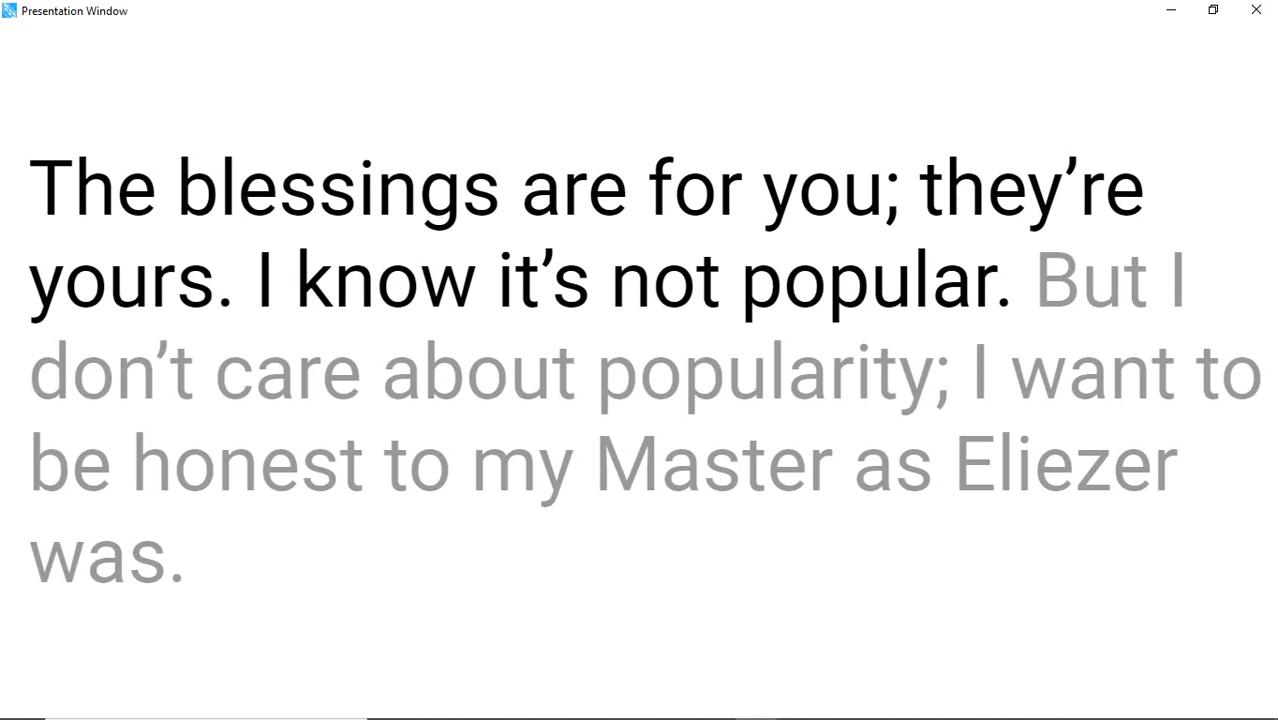 Presentation Window
The blessings are for you; they’re
yours. I know it’s not popular. But I
don’t care about popularity; I want to
be honest to my Master as Eliezer
was.